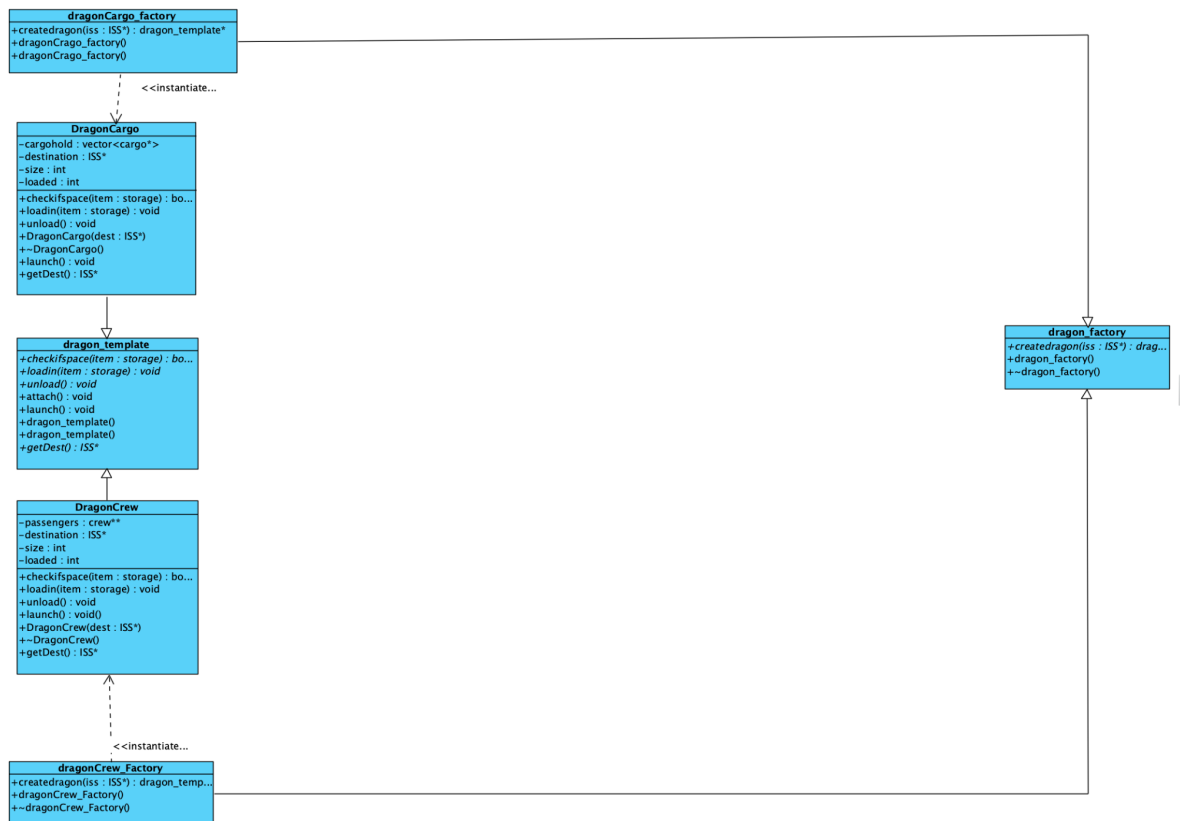 dragonCargo_factory
+createdragon(iss : ISS*) : dragon_template*
+dragonCrago_factory()
+dragonCrago_factory()
<<instantiate...
DragonCargo
-cargohold : vector<cargo*>
-destination : ISS*
-size : int
-loaded : int
+checkifspace(item : storage) : bo...
+loadin(item : storage) : void
+unload() : void
+DragonCargo(dest : ISS*)
+~DragonCargo()
+launch() : void
+getDest() : ISS*
dragon_template
+checkifspace(item : storage) : bo...
+loadin(item : storage) : void
+unload() : void
+attach() : void
+launch() : void
+dragon_template()
+dragon_template()
+getDest() : ISS*
dragon_factory
+createdragon(iss : ISS*) : drag...
+dragon_factory()
+~dragon_factory()
DragonCrew
-passengers : crew**
-destination : ISS*
-size : int
-loaded : int
+checkifspace(item : storage) : bo...
+loadin(item : storage) : void
+unload() : void
+launch() : void()
+DragonCrew(dest : ISS*)
+~DragonCrew()
+getDest() : ISS*
<<instantiate...
dragonCrew_Factory
+createdragon(iss : ISS*) : dragon_temp...
+dragonCrew_Factory()
+~dragonCrew_Factory()